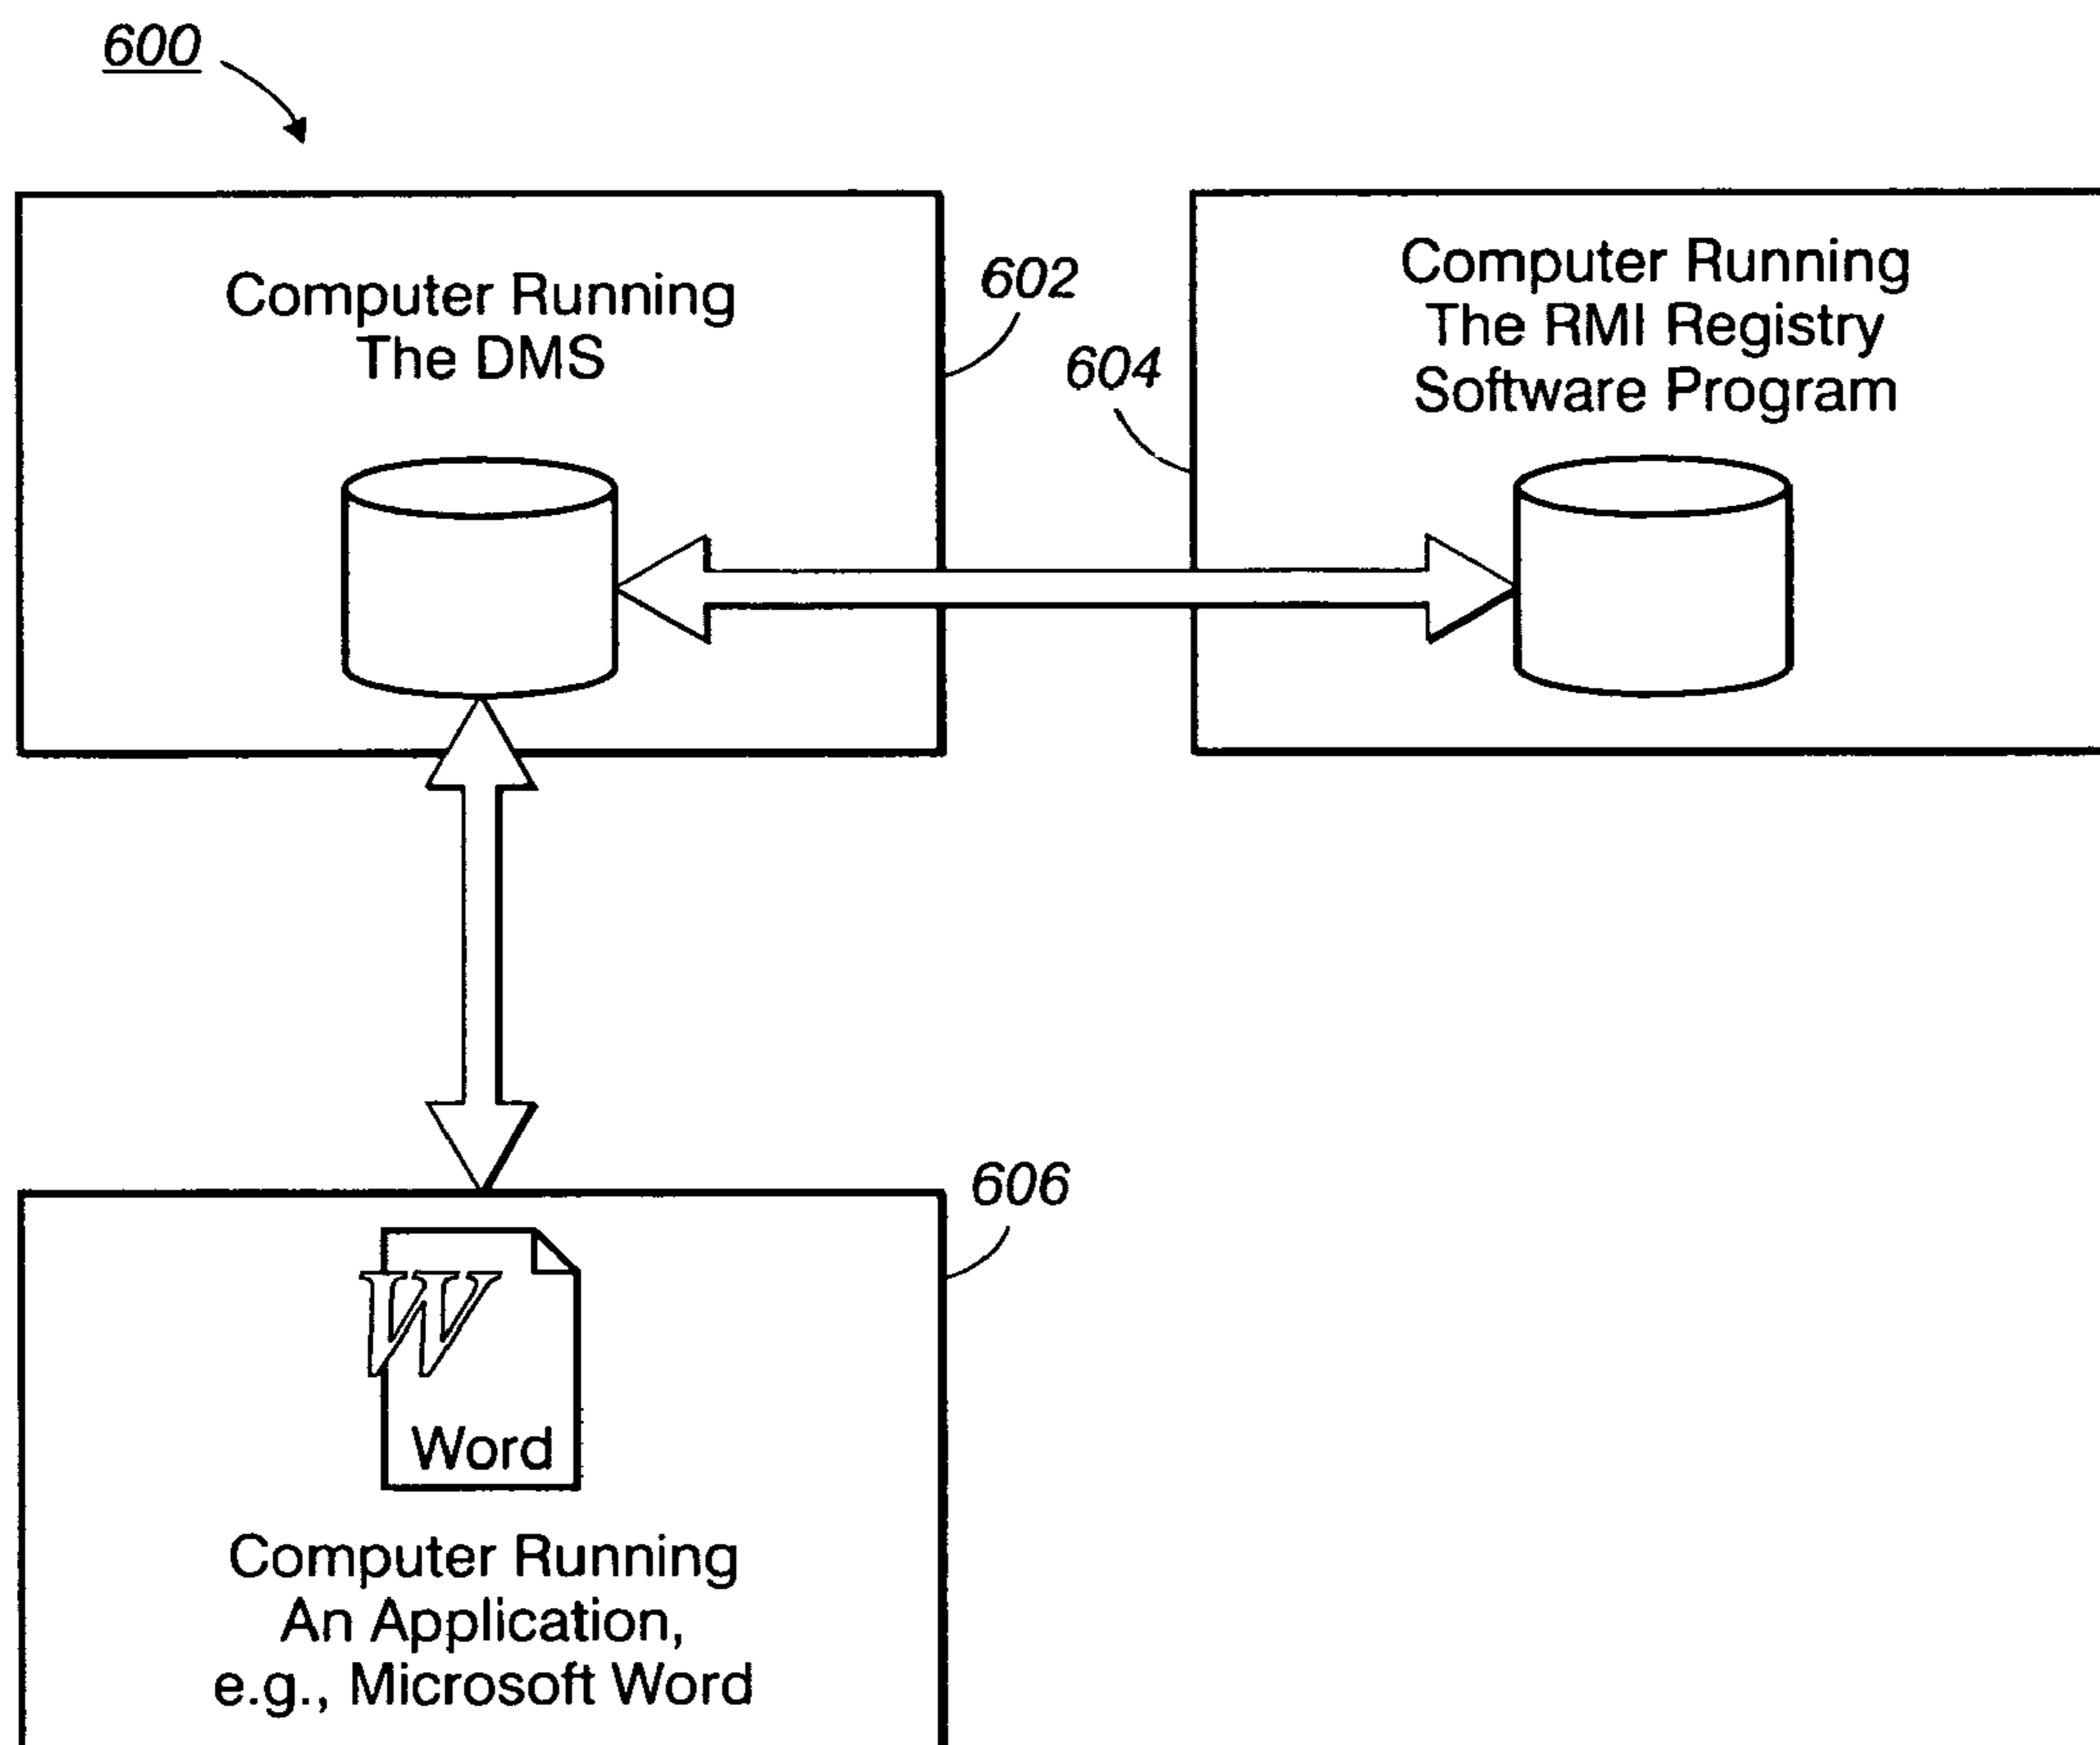 600
Computer Running
The DMS
602
604
Computer Running
The RMI Registry
Software Program
606
W
Word
Computer Running
An Application,
e.g., Microsoft Word